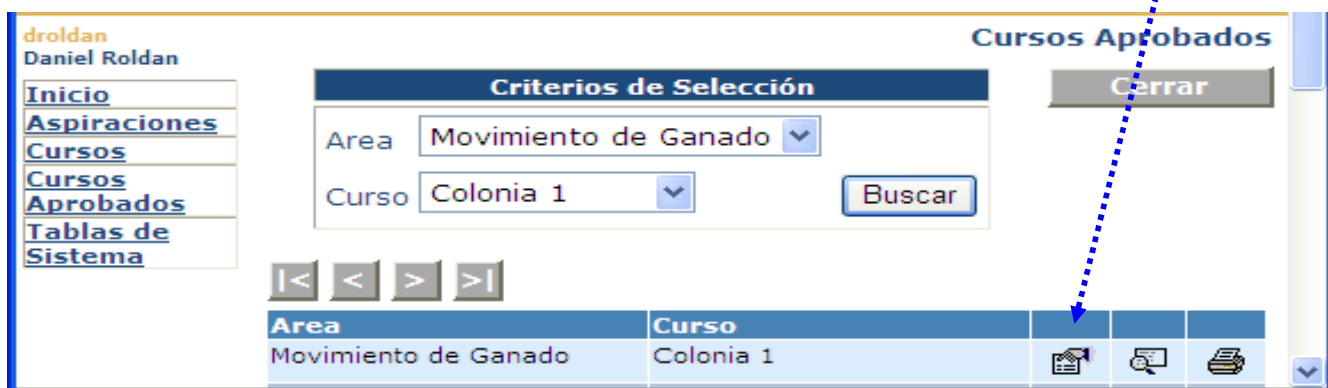 droldan
Daniel Roldan
Cursos Aprobados
Inicio
Aspiraciones
Cursos
Cursos
Aprobados
Tablas de
Sistema
Criterios de Selección
Cerrar
Area Movimiento de Ganado
Curso Colonia 1 Buscar
|< < > >|
Area Curso
Movimiento de Ganado Colonia 1